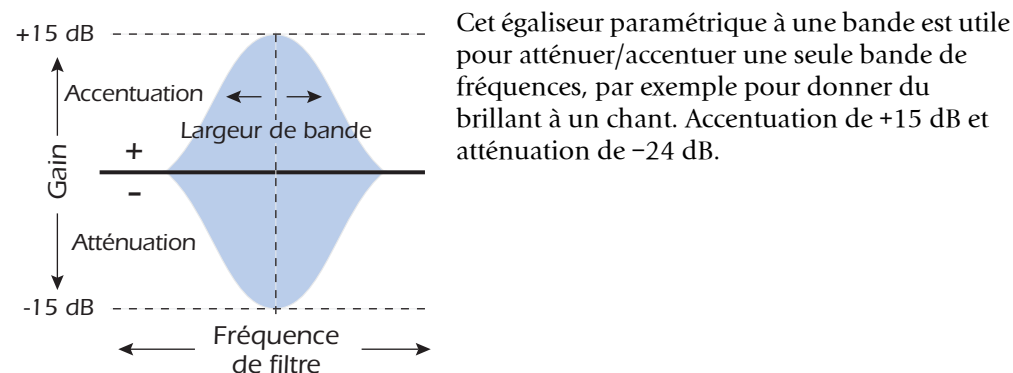 +15 dB
Accentuation
Largeur de bande
+
Gain
-
Atténuation
-15 dB
Fréquence
de filtre
Cet égaliseur paramétrique à une bande est utile
pour atténuer/accentuer une seule bande de
fréquences, par exemple pour donner du
brillant à un chant. Accentuation de +15 dB et
atténuation de −24 dB.